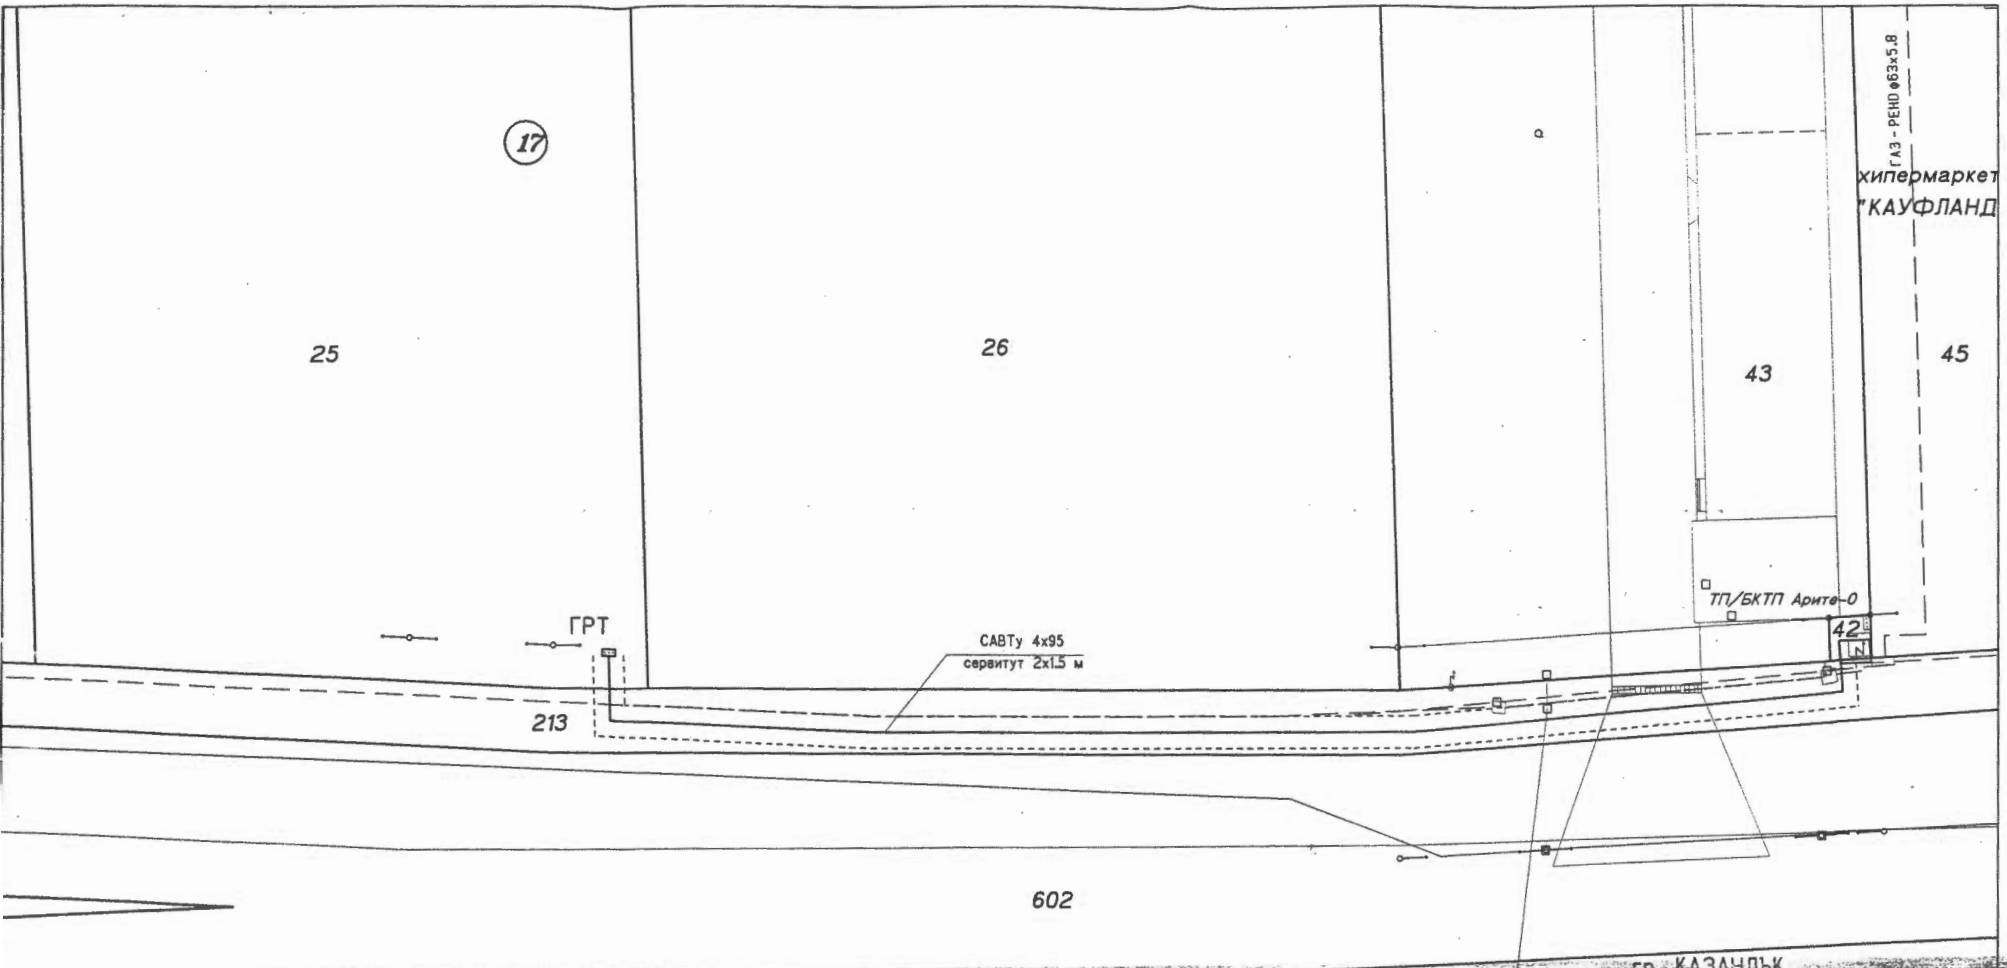 ГАЗ - PEHD ф63х5.8
17
хипермаркет
"КАУФЛАНД
25
26
43
45
ТП/БКТП Арите-0
42
ГРТ
САВТу 4х95
сервитут 2х1.5 м
213
602
ГР. КАЗАНЛЪК